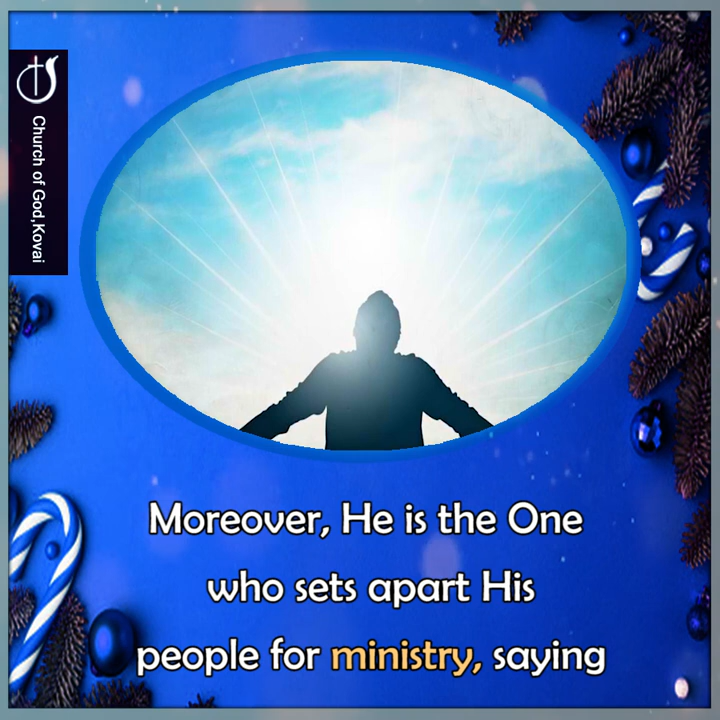 Church of God,Kovai
Moreover, He is the One
who sets apart His
people for ministry, saying